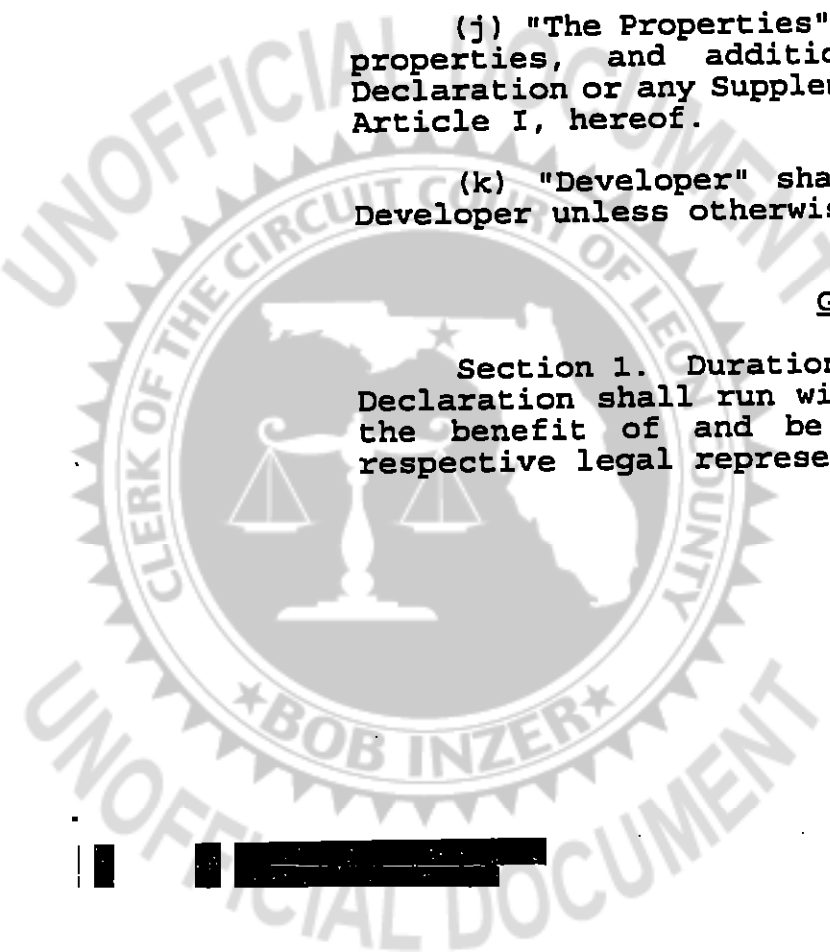 (j) "The Properties"
properties, and additic
Declaration or any Supplem
Article I, hereof.
(k) "Developer" sha
Developer unless otherwis
G
Section 1. Duration
Declaration shall run wi
the benefit of and be
respective legal represe
UNOFFICIAL DOCUMENT
CLERK OF THE CIRCUIT COURT OF LEON COUNTY
BOB INZER
UNOFFICIAL DOCUMENT